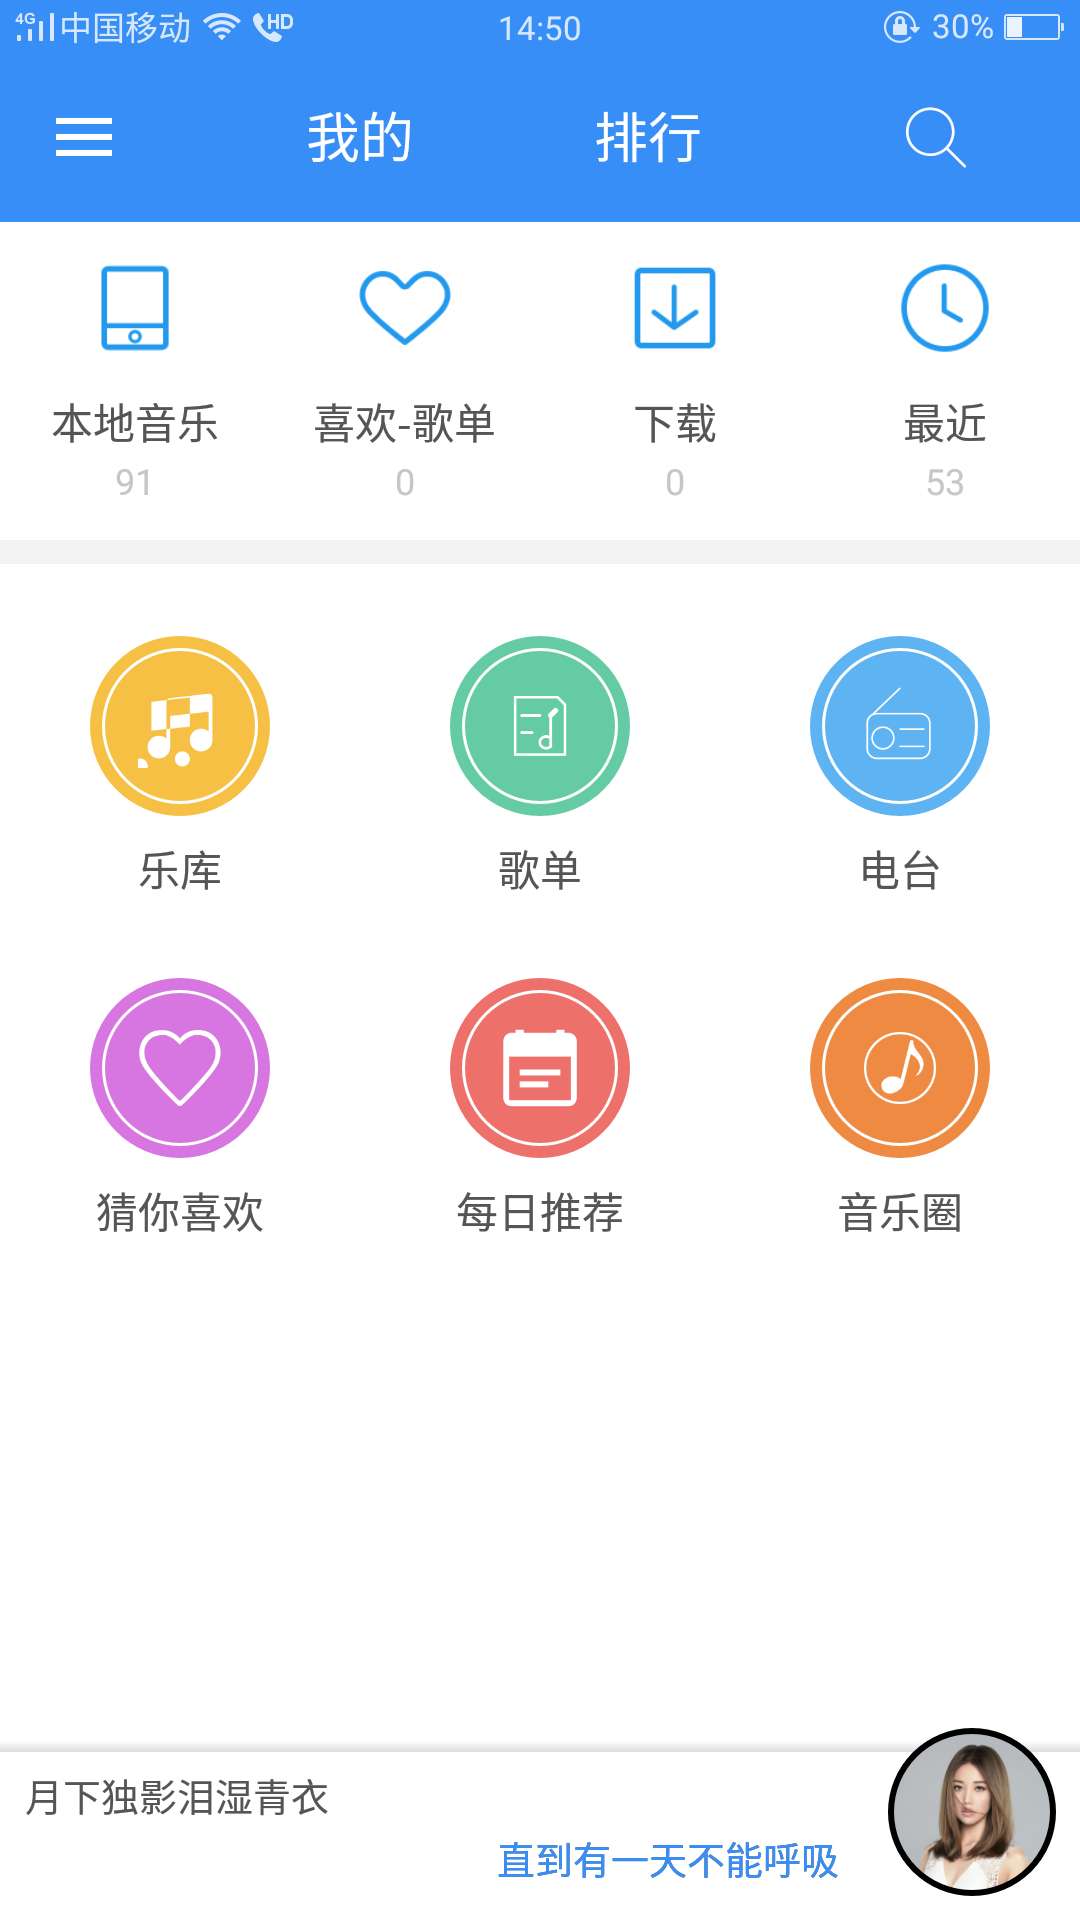 4G 中国移动 HD 14:50 30%
我的 排行
本地音乐 喜欢-歌单 下载 最近
91 0 0 53
乐库 歌单 电台
猜你喜欢 每日推荐 音乐圈
月下独影泪湿青衣
直到有一天不能呼吸